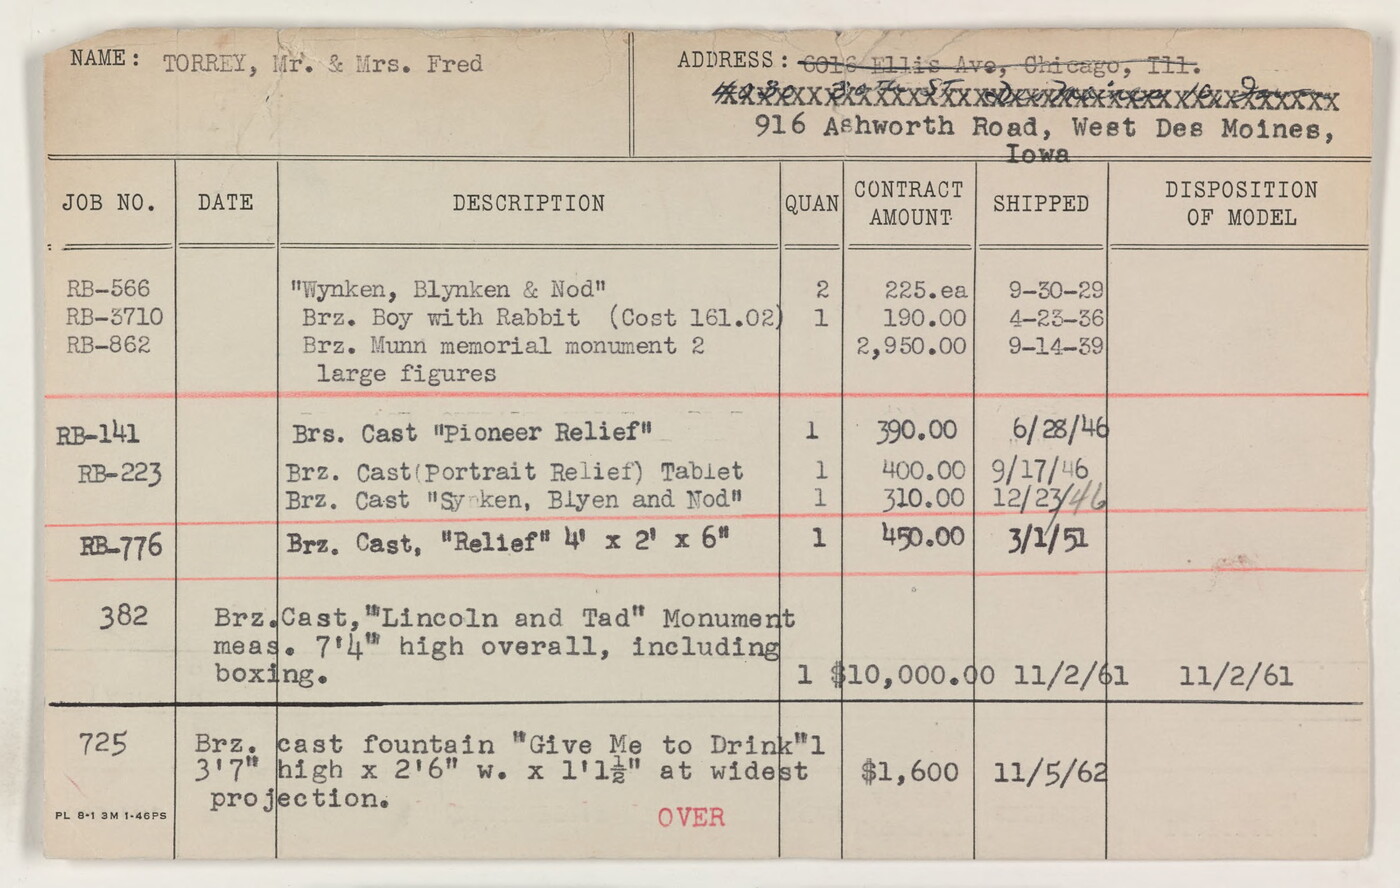 NAME: TORREY, Mr. & Mrs. Fred
ADDRESS: 6016 Ellis Ave, Chicago, Ill.
4030 30th St
916 Ashworth Road, West Des Moines,
Iowa
JOB NO. DATE DESCRIPTION QUAN CONTRACT AMOUNT SHIPPED DISPOSITION OF MODEL
RB-566 "Wynken, Blynken & Nod" 2 225.ea 9-30-29
RB-3710 Brz. Boy with Rabbit (Cost 161.02) 1 190.00 4-23-36
RB-862 Brz. Munn memorial monument 2 2,950.00 9-14-39
large figures
RB-141 Brs. Cast "Pioneer Relief" 1 390.00 6/28/46
RB-223 Brz. Cast(Portrait Relief) Tablet 1 400.00 9/17/46
Brz. Cast "Synken, Blyen and Nod" 1 310.00 12/23/46
RB-776 Brz. Cast, "Relief" 4' x 2' x 6" 1 450.00 3/1/51
382 Brz.Cast,"Lincoln and Tad" Monument
meas. 7'4" high overall, including
boxing. 1 $10,000.00 11/2/61 11/2/61
725 Brz. cast fountain "Give Me to Drink"1
3'7" high x 2'6" w. x 1'1½" at widest $1,600 11/5/62
projection.
PL 8-1 3M 1-46PS
OVER